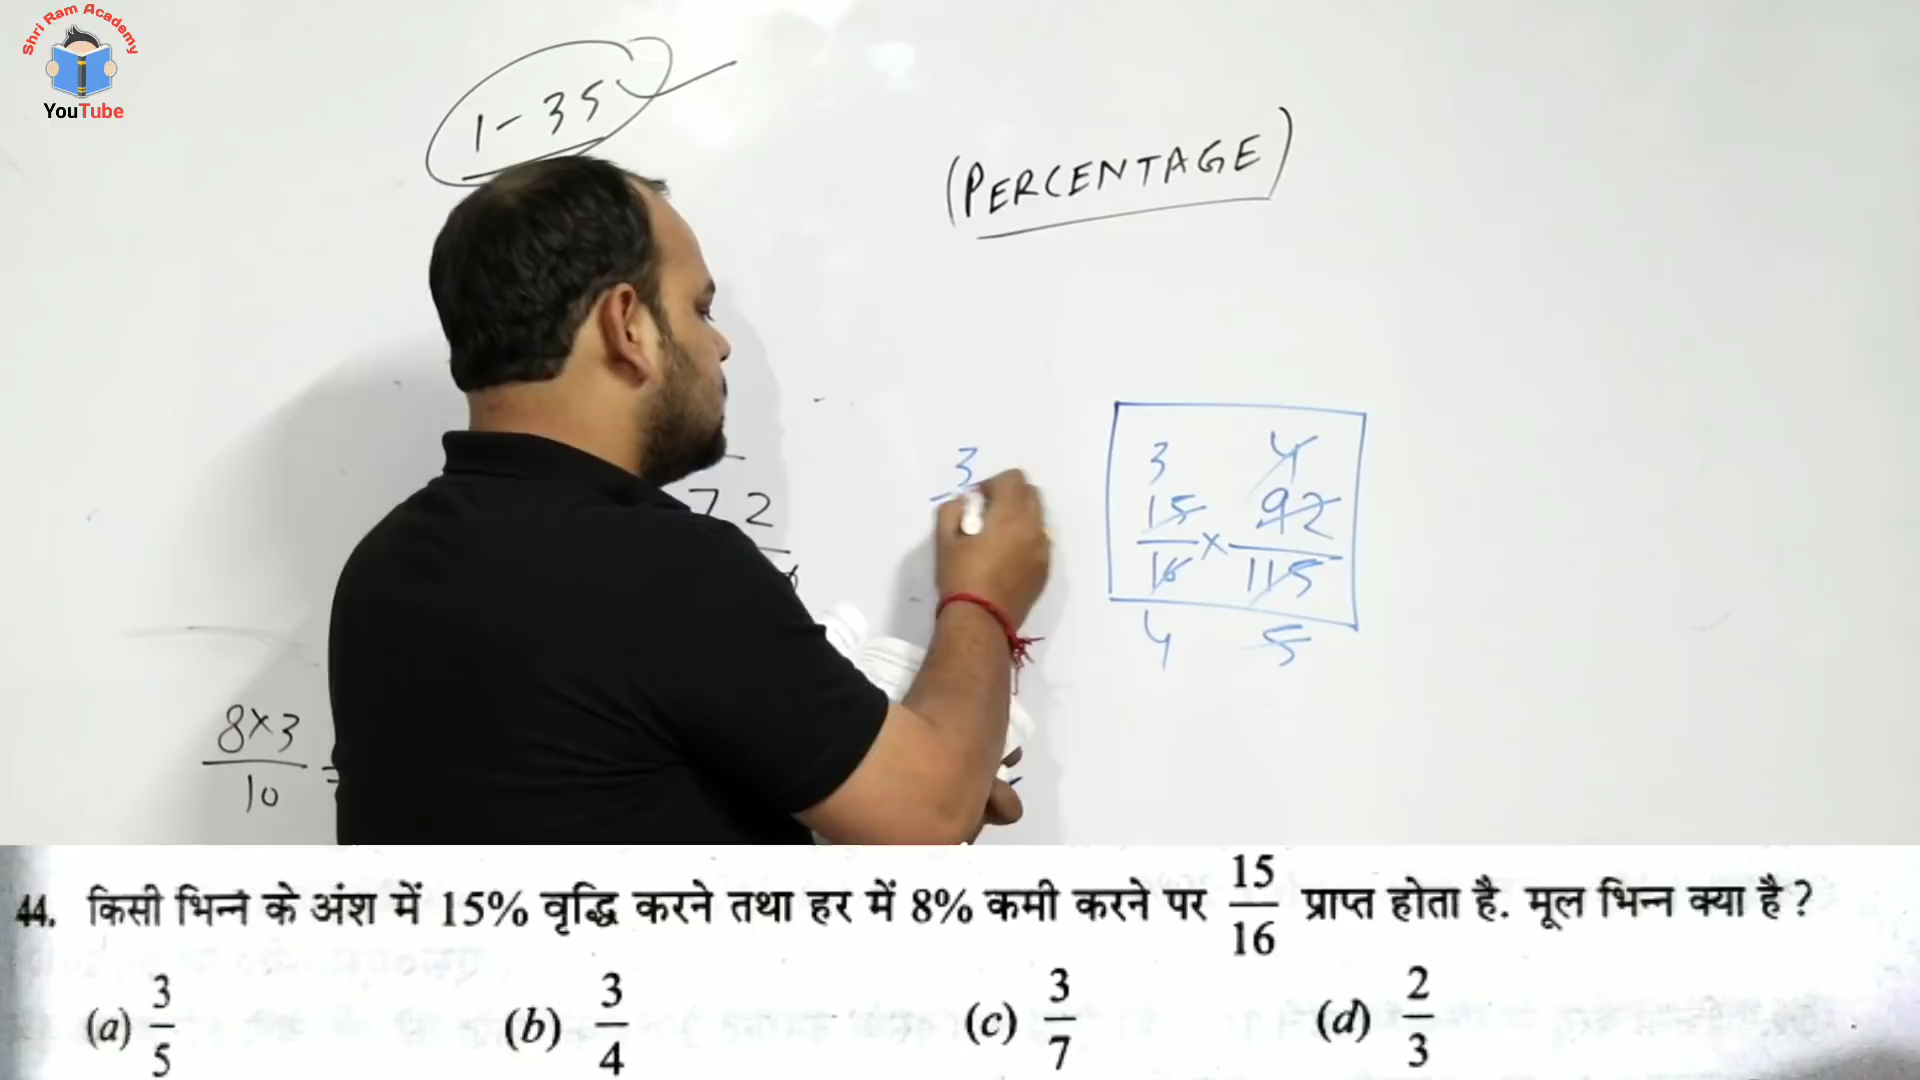 Shri Ram Academy
YouTube
1-35
(PERCENTAGE)
72
3
3 4
15/16 × 92/115
4 5
8×3/10 =
44. किसी भिन्न के अंश में 15% वृद्धि करने तथा हर में 8% कमी करने पर 15/16 प्राप्त होता है. मूल भिन्न क्या है?
(a) 3/5 (b) 3/4 (c) 3/7 (d) 2/3